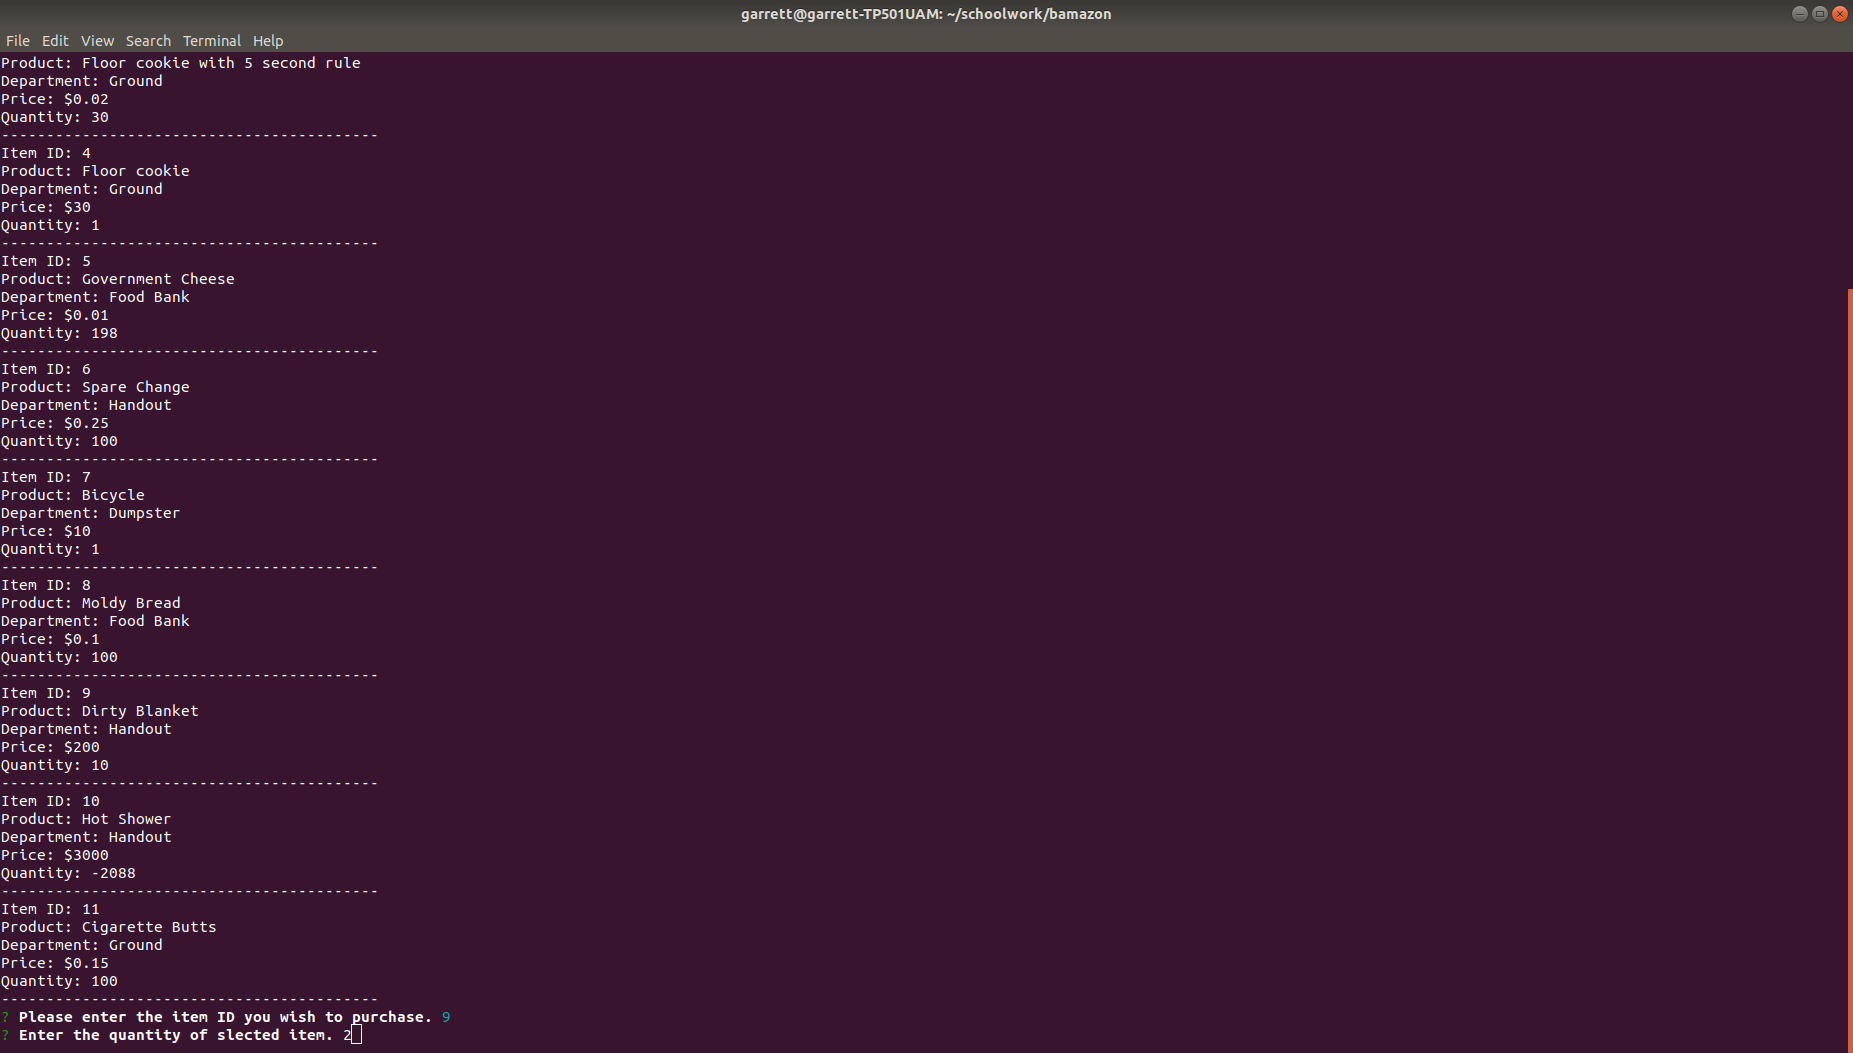 garrett@garrett-TP501UAM: ~/schoolwork/bamazon
File Edit View Search Terminal Help
Product: Floor cookie with 5 second rule
Department: Ground
Price: $0.02
Quantity: 30
------------------------------------------
Item ID: 4
Product: Floor cookie
Department: Ground
Price: $30
Quantity: 1
------------------------------------------
Item ID: 5
Product: Government Cheese
Department: Food Bank
Price: $0.01
Quantity: 198
------------------------------------------
Item ID: 6
Product: Spare Change
Department: Handout
Price: $0.25
Quantity: 100
------------------------------------------
Item ID: 7
Product: Bicycle
Department: Dumpster
Price: $10
Quantity: 1
------------------------------------------
Item ID: 8
Product: Moldy Bread
Department: Food Bank
Price: $0.1
Quantity: 100
------------------------------------------
Item ID: 9
Product: Dirty Blanket
Department: Handout
Price: $200
Quantity: 10
------------------------------------------
Item ID: 10
Product: Hot Shower
Department: Handout
Price: $3000
Quantity: -2088
------------------------------------------
Item ID: 11
Product: Cigarette Butts
Department: Ground
Price: $0.15
Quantity: 100
------------------------------------------
? Please enter the item ID you wish to purchase. 9
? Enter the quantity of slected item. 2